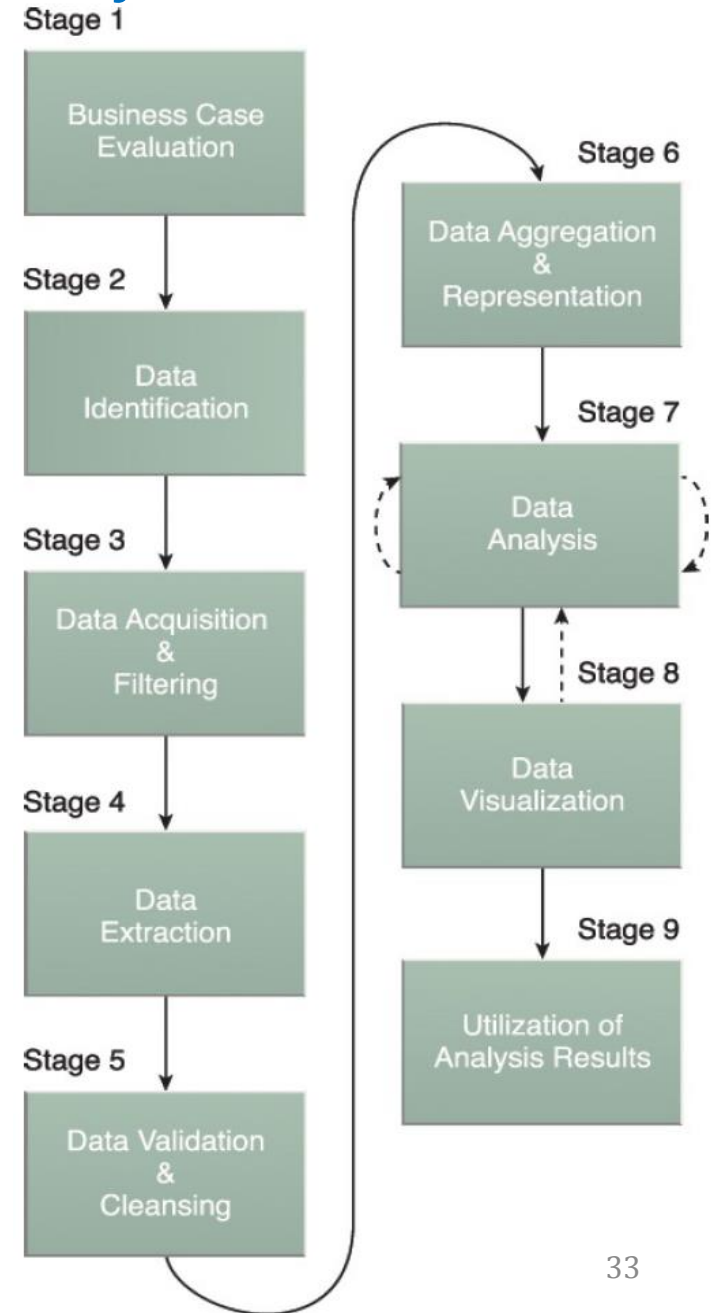 Stage 1
Business Case
Evaluation
Stage 2
Data
Identification
Stage 3
Data Acquisition
&
Filtering
Stage 4
Data
Extraction
Stage 5
Data Validation
&
Cleansing
Stage 6
Data Aggregation
&
Representation
Stage 7
Data
Analysis
Stage 8
Data
Visualization
Stage 9
Utilization of
Analysis Results
33